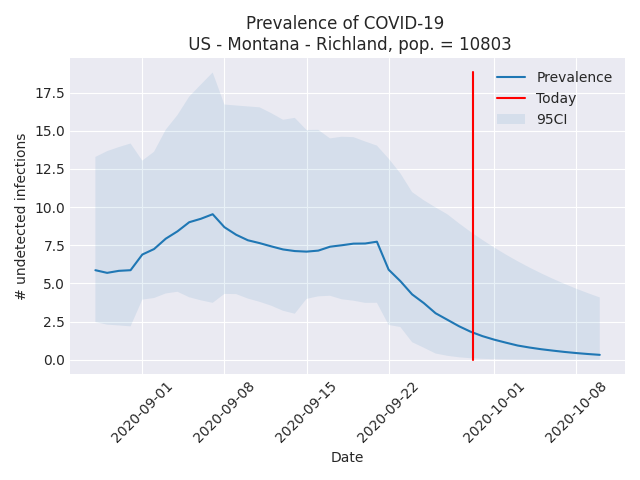 Prevalence of COVID-19
US - Montana - Richland, pop. = 10803
Prevalence
Today
95CI
17.5
15.0
12.5
10.0
7.5
5.0
2.5
0.0
# undetected infections
2020-09-01
2020-09-08
2020-09-15
2020-09-22
2020-10-01
2020-10-08
Date